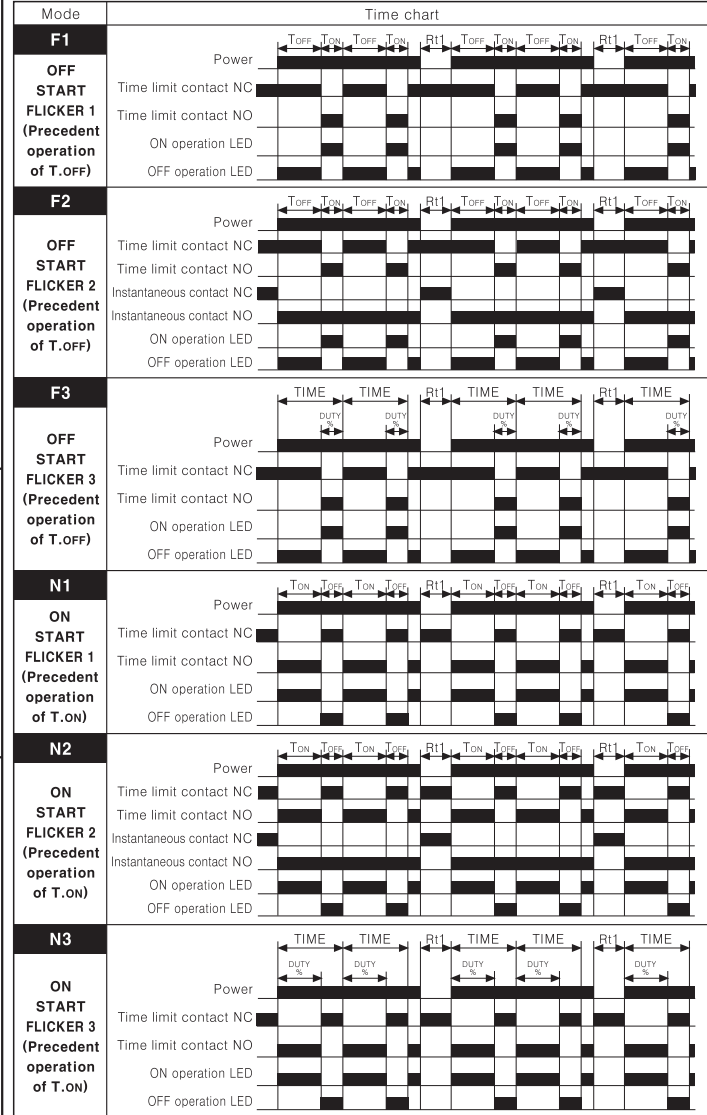 Mode Time chart
F1
OFF
START
FLICKER 1
(Precedent
operation
of T.OFF)
TOFF TON TOFF TON Rt1 TOFF TON TOFF TON Rt1 TOFF TON
Power
Time limit contact NC
Time limit contact NO
ON operation LED
OFF operation LED
F2
OFF
START
FLICKER 2
(Precedent
operation
of T.OFF)
TOFF TON TOFF TON Rt1 TOFF TON TOFF TON Rt1 TOFF TON
Power
Time limit contact NC
Time limit contact NO
Instantaneous contact NC
Instantaneous contact NO
ON operation LED
OFF operation LED
F3
OFF
START
FLICKER 3
(Precedent
operation
of T.OFF)
TIME TIME Rt1 TIME TIME Rt1 TIME
DUTY DUTY DUTY DUTY DUTY
% % % % %
Power
Time limit contact NC
Time limit contact NO
ON operation LED
OFF operation LED
N1
ON
START
FLICKER 1
(Precedent
operation
of T.ON)
TON TOFF TON TOFF Rt1 TON TOFF TON TOFF Rt1 TON TOFF
Power
Time limit contact NC
Time limit contact NO
ON operation LED
OFF operation LED
N2
ON
START
FLICKER 2
(Precedent
operation
of T.ON)
TON TOFF TON TOFF Rt1 TON TOFF TON TOFF Rt1 TON TOFF
Power
Time limit contact NC
Time limit contact NO
Instantaneous contact NC
Instantaneous contact NO
ON operation LED
OFF operation LED
N3
ON
START
FLICKER 3
(Precedent
operation
of T.ON)
TIME TIME Rt1 TIME TIME Rt1 TIME
DUTY DUTY DUTY DUTY DUTY
% % % % %
Power
Time limit contact NC
Time limit contact NO
ON operation LED
OFF operation LED